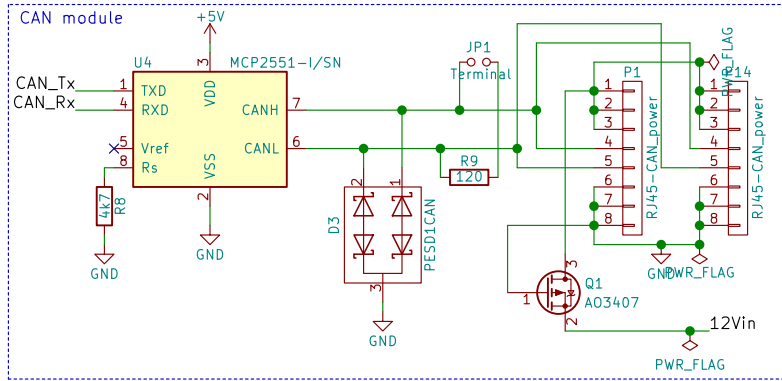 CAN module
+5V
U4
MCP2551-I/SN
JP1
Terminal
CAN_Tx
CAN_Rx
1
4
5
8
TXD
RXD
Vref
Rs
3
VDD
VSS
2
CANH
CANL
7
6
R9
120
4k7
R8
GND
GND
D3
2
1
3
PESD1CAN
GND
P1
1
2
3
4
5
6
7
8
RJ45-CAN_power
PWR_FLAG
P14
1
2
3
4
5
6
7
8
RJ45-CAN_power
GND
PWR_FLAG
3
1
2
Q1
AO3407
12Vin
PWR_FLAG